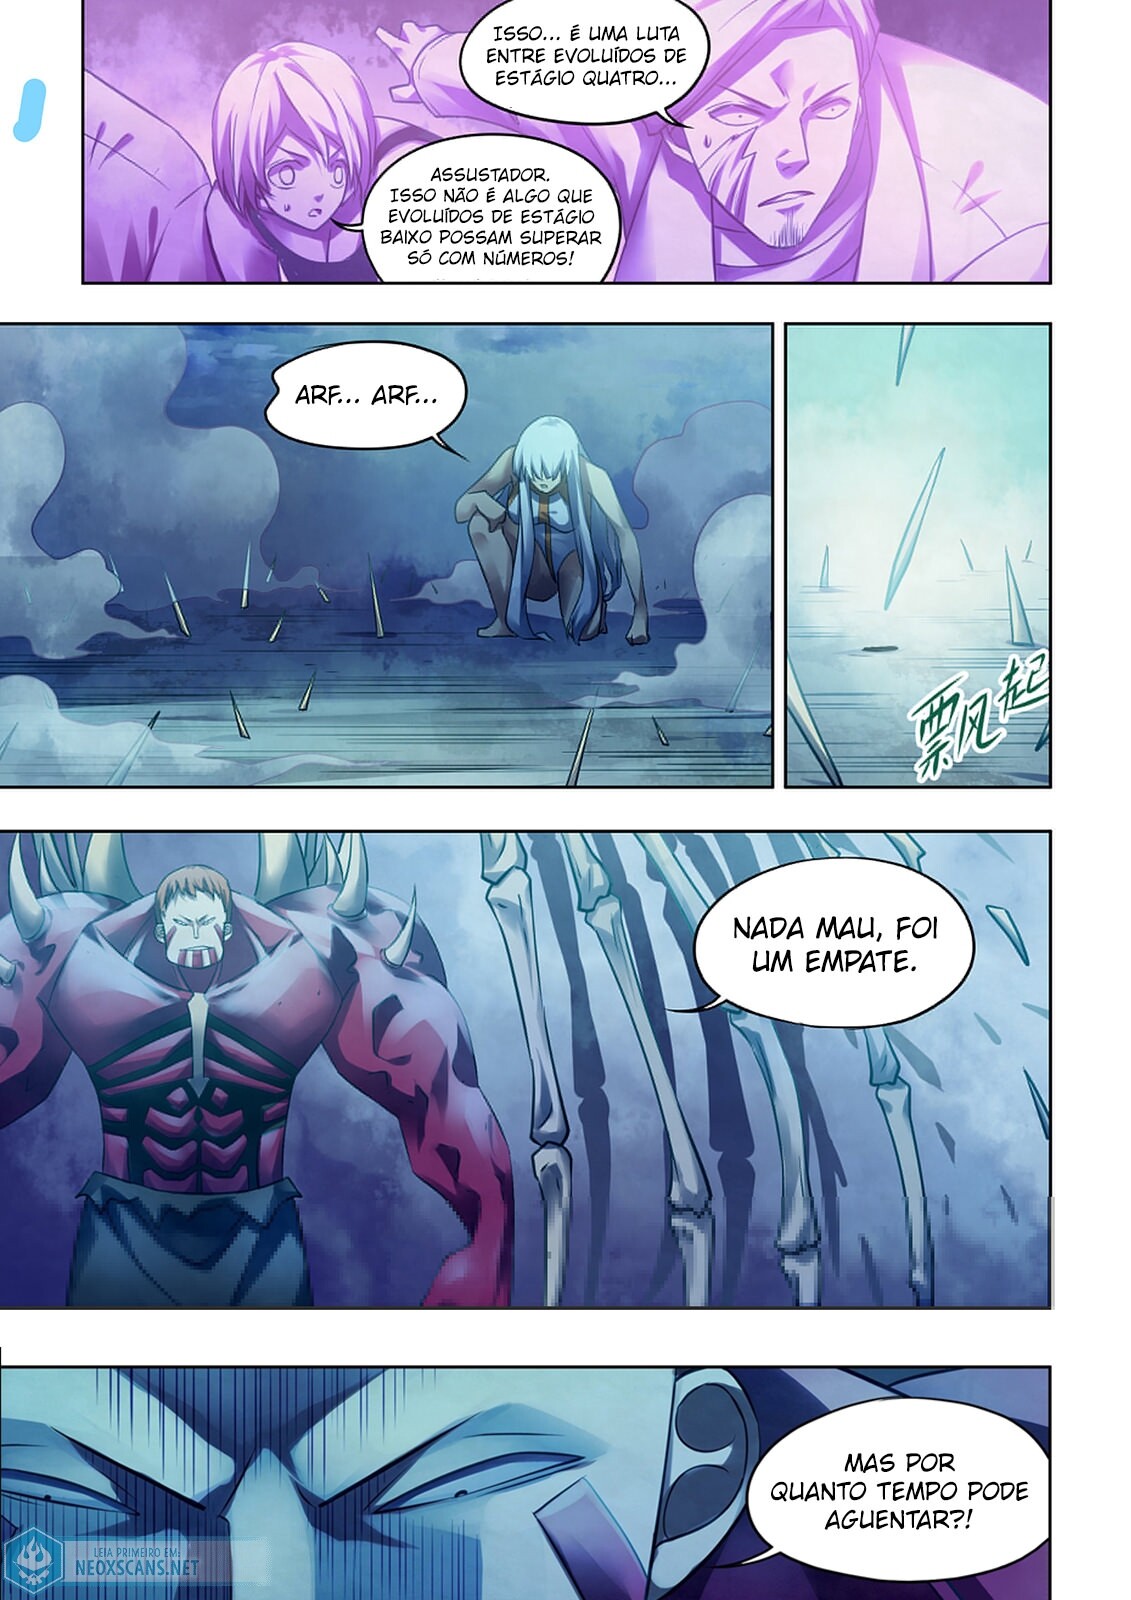 ISSO... É UMA LUTA
ENTRE EVOLUÍDOS DE
ESTÁGIO QUATRO...
ASSUSTADOR.
ISSO NÃO É ALGO QUE
EVOLUÍDOS DE ESTÁGIO
BAIXO POSSAM SUPERAR
SÓ COM NÚMEROS!
ARF... ARF...
飘起
NADA MAU, FOI
UM EMPATE.
MAS POR
QUANTO TEMPO PODE
AGUENTAR?!
LEIA PRIMEIRO EM:
NEOXSCANS.NET